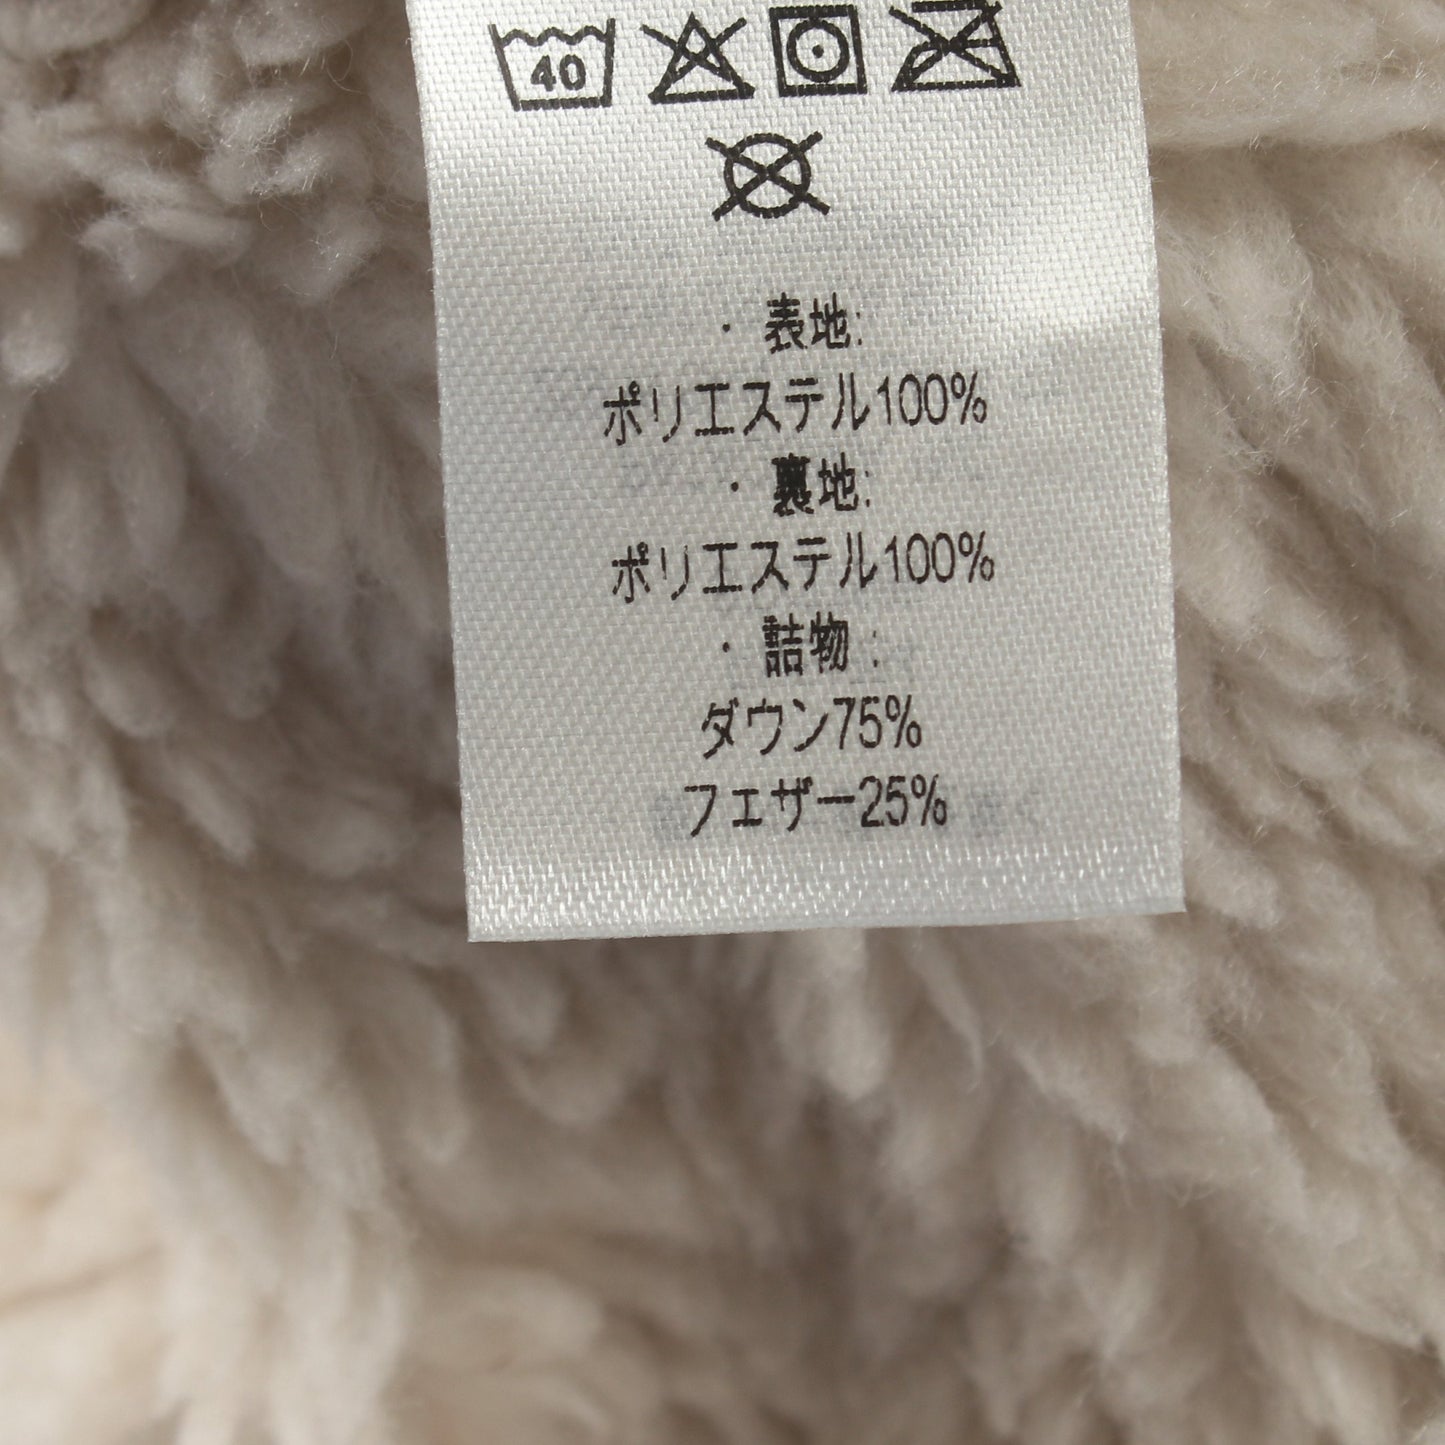 40
・表地:
ポリエステル100%
・裏地:
ポリエステル100%
・詰物:
ダウン75%
フェザー25%